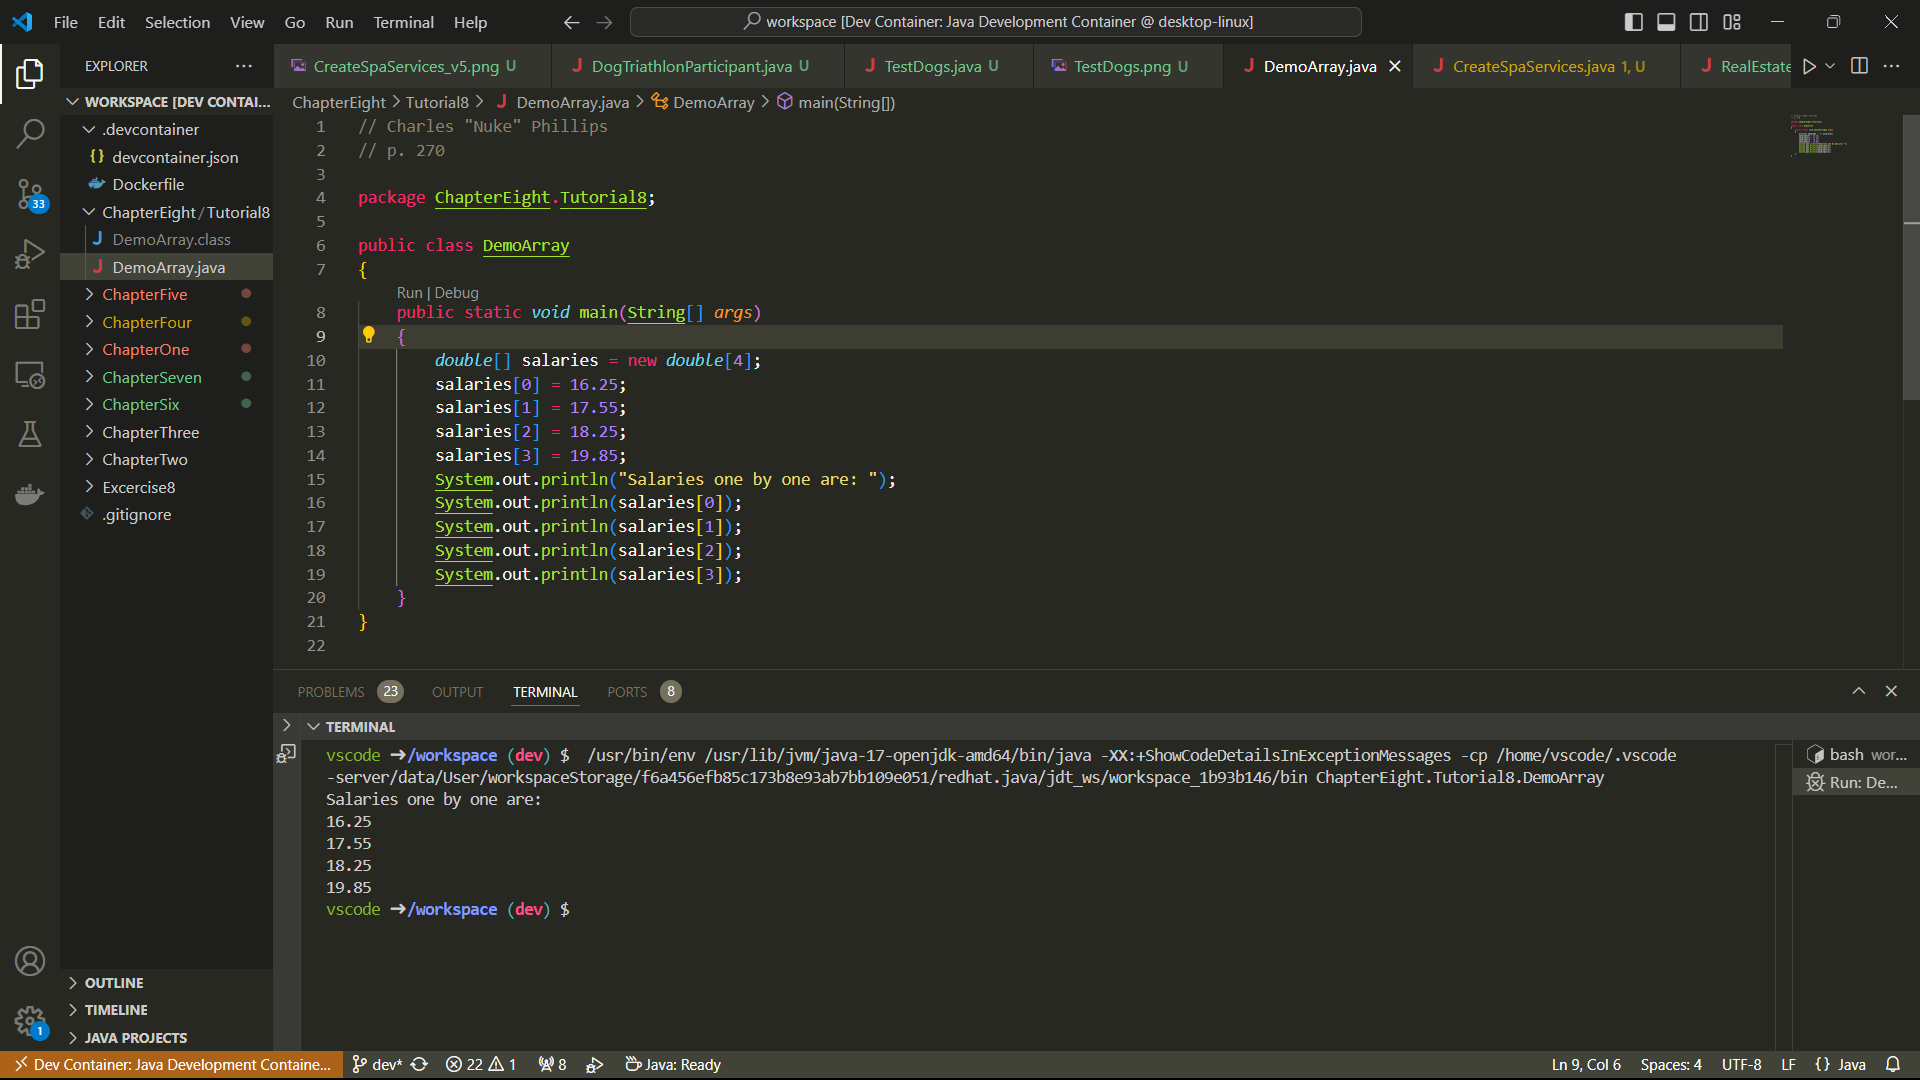 File Edit Selection View Go Run Terminal Help
workspace [Dev Container: Java Development Container @ desktop-linux]
EXPLORER
CreateSpaServices_v5.png U
DogTriathlonParticipant.java U
TestDogs.java U
TestDogs.png U
DemoArray.java
CreateSpaServices.java 1, U
RealEstate
WORKSPACE [DEV CONTAI...
.devcontainer
devcontainer.json
Dockerfile
ChapterEight/Tutorial8
DemoArray.class
DemoArray.java
ChapterFive
ChapterFour
ChapterOne
ChapterSeven
ChapterSix
ChapterThree
ChapterTwo
Excercise8
.gitignore
33
OUTLINE
TIMELINE
JAVA PROJECTS
1
ChapterEight > Tutorial8 > J DemoArray.java > DemoArray > main(String[])
1 // Charles "Nuke" Phillips
2 // p. 270
3
4 package ChapterEight.Tutorial8;
5
6 public class DemoArray
7 {
Run | Debug
8 public static void main(String[] args)
9 {
10 double[] salaries = new double[4];
11 salaries[0] = 16.25;
12 salaries[1] = 17.55;
13 salaries[2] = 18.25;
14 salaries[3] = 19.85;
15 System.out.println("Salaries one by one are: ");
16 System.out.println(salaries[0]);
17 System.out.println(salaries[1]);
18 System.out.println(salaries[2]);
19 System.out.println(salaries[3]);
20 }
21 }
22
PROBLEMS 23 OUTPUT TERMINAL PORTS 8
TERMINAL
vscode ➜/workspace (dev) $ /usr/bin/env /usr/lib/jvm/java-17-openjdk-amd64/bin/java -XX:+ShowCodeDetailsInExceptionMessages -cp /home/vscode/.vscode
-server/data/User/workspaceStorage/f6a456efb85c173b8e93ab7bb109e051/redhat.java/jdt_ws/workspace_1b93b146/bin ChapterEight.Tutorial8.DemoArray
Salaries one by one are:
16.25
17.55
18.25
19.85
vscode ➜/workspace (dev) $
bash wor...
Run: De...
Dev Container: Java Development Containe... dev* 22 1 8 Java: Ready Ln 9, Col 6 Spaces: 4 UTF-8 LF {} Java